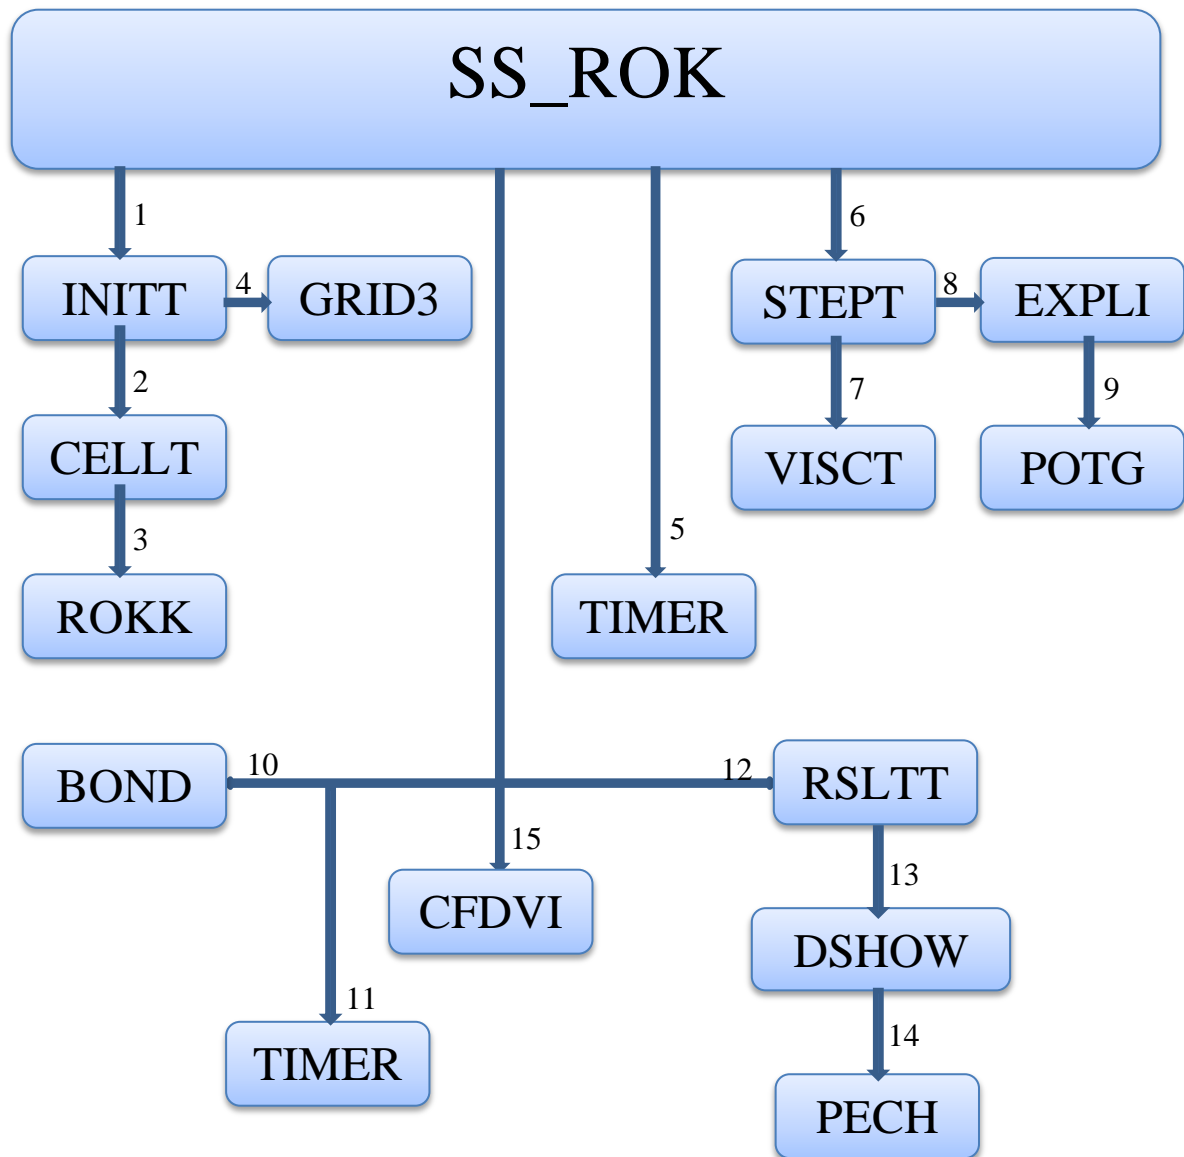 SS_ROK
1
6
INITT
4
GRID3
STEPT
8
EXPLI
2
7
9
CELLT
VISCT
POTG
3
5
ROKK
TIMER
BOND
10
12
RSLTT
15
13
CFDVI
DSHOW
11
TIMER
14
PECH